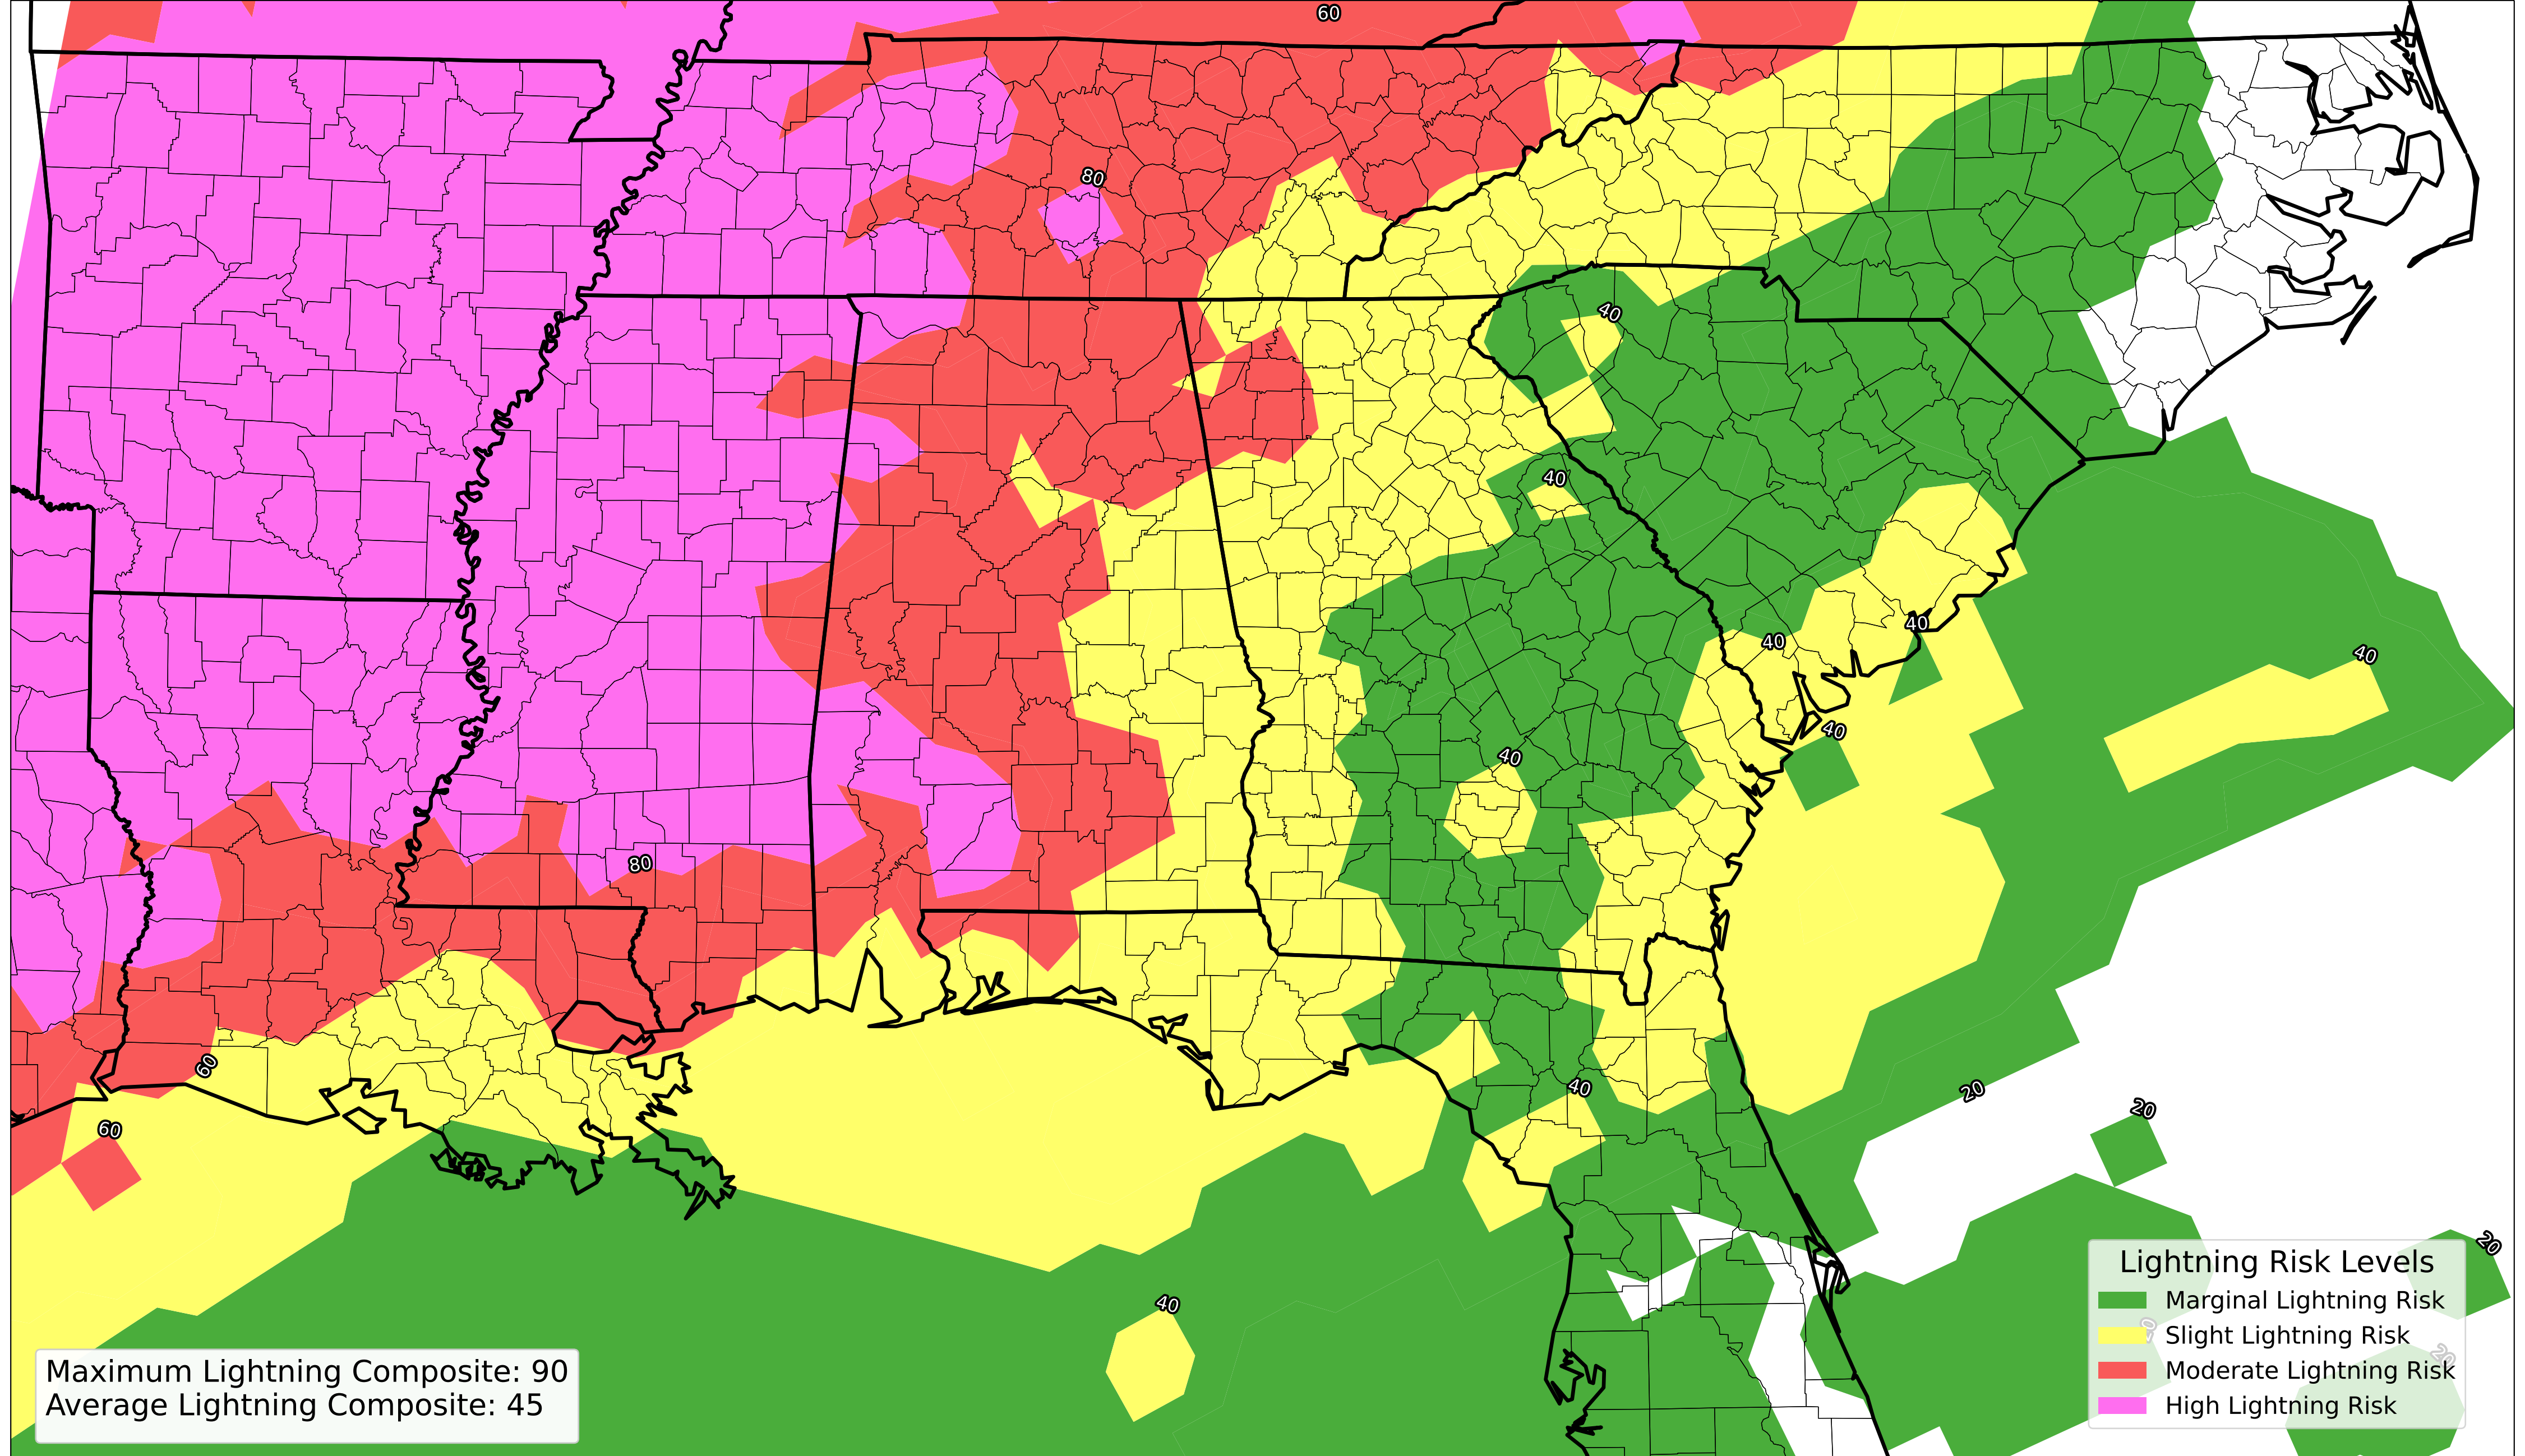 60
80
40
40
40
40
40
40
40
80
60
40
20
20
60
20
40
Lightning Risk Levels
Marginal Lightning Risk
Slight Lightning Risk
Moderate Lightning Risk
High Lightning Risk
20
Maximum Lightning Composite: 90
Average Lightning Composite: 45